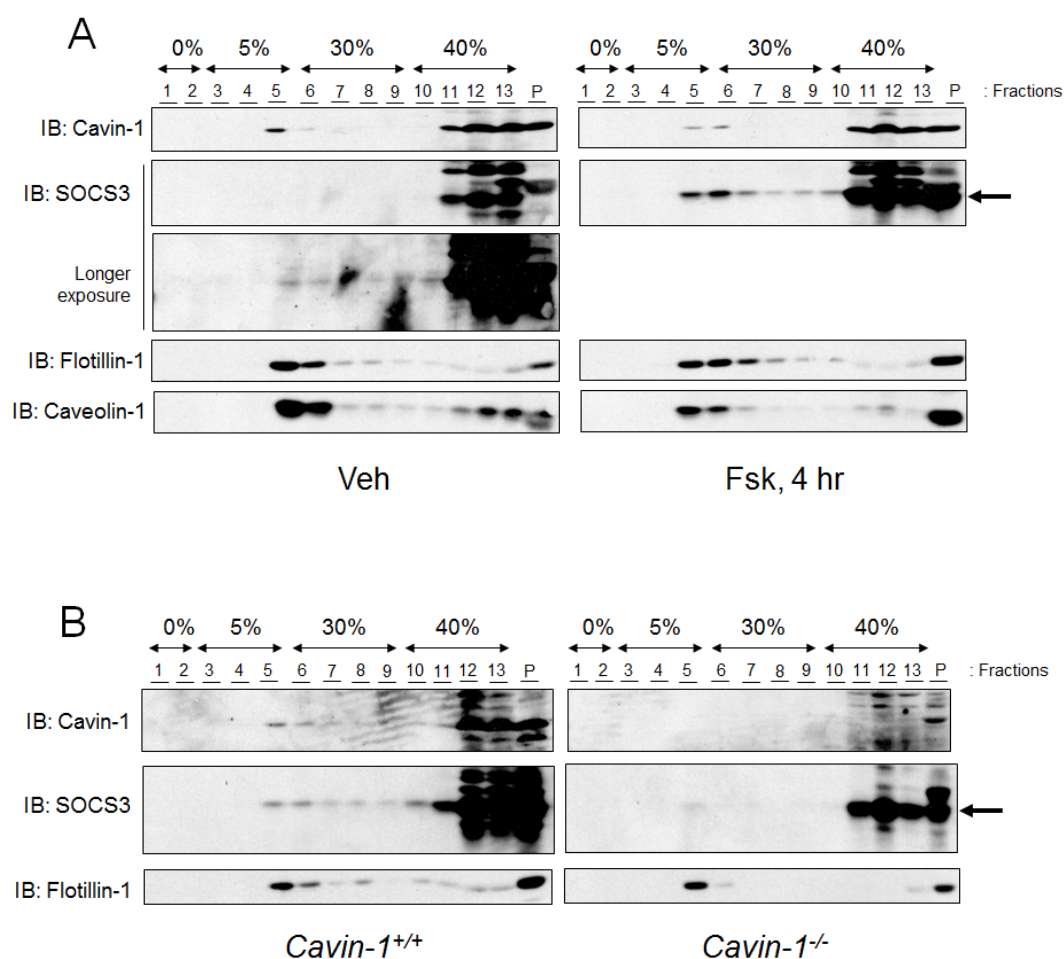 A
0% 5% 30% 40% 0% 5% 30% 40%
1 2 3 4 5 6 7 8 9 10 11 12 13 P 1 2 3 4 5 6 7 8 9 10 11 12 13 P : Fractions
IB: Cavin-1
IB: SOCS3
Longer
exposure
IB: Flotillin-1
IB: Caveolin-1
Veh Fsk, 4 hr
B
0% 5% 30% 40% 0% 5% 30% 40%
1 2 3 4 5 6 7 8 9 10 11 12 13 P 1 2 3 4 5 6 7 8 9 10 11 12 13 P : Fractions
IB: Cavin-1
IB: SOCS3
IB: Flotillin-1
Cavin-1+/+ Cavin-1-/-